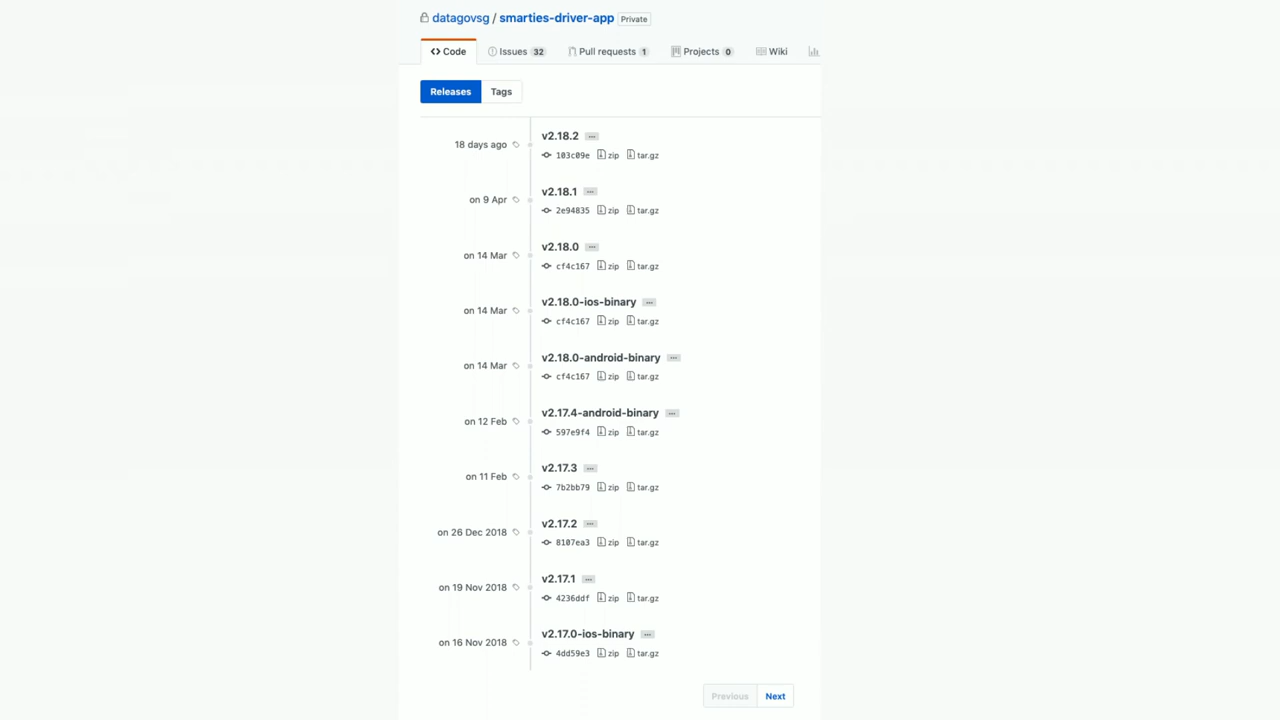 datagovsg / smarties-driver-app Private
Code Issues 32 Pull requests 1 Projects 0 Wiki
Releases Tags
v2.18.2
18 days ago
103c09e zip tar.gz
v2.18.1
on 9 Apr
2e94835 zip tar.gz
v2.18.0
on 14 Mar
cf4c167 zip tar.gz
v2.18.0-ios-binary
on 14 Mar
cf4c167 zip tar.gz
v2.18.0-android-binary
on 14 Mar
cf4c167 zip tar.gz
v2.17.4-android-binary
on 12 Feb
597e9f4 zip tar.gz
v2.17.3
on 11 Feb
7b2bb79 zip tar.gz
v2.17.2
on 26 Dec 2018
8107ea3 zip tar.gz
v2.17.1
on 19 Nov 2018
4236ddf zip tar.gz
v2.17.0-ios-binary
on 16 Nov 2018
4dd59e3 zip tar.gz
Previous Next